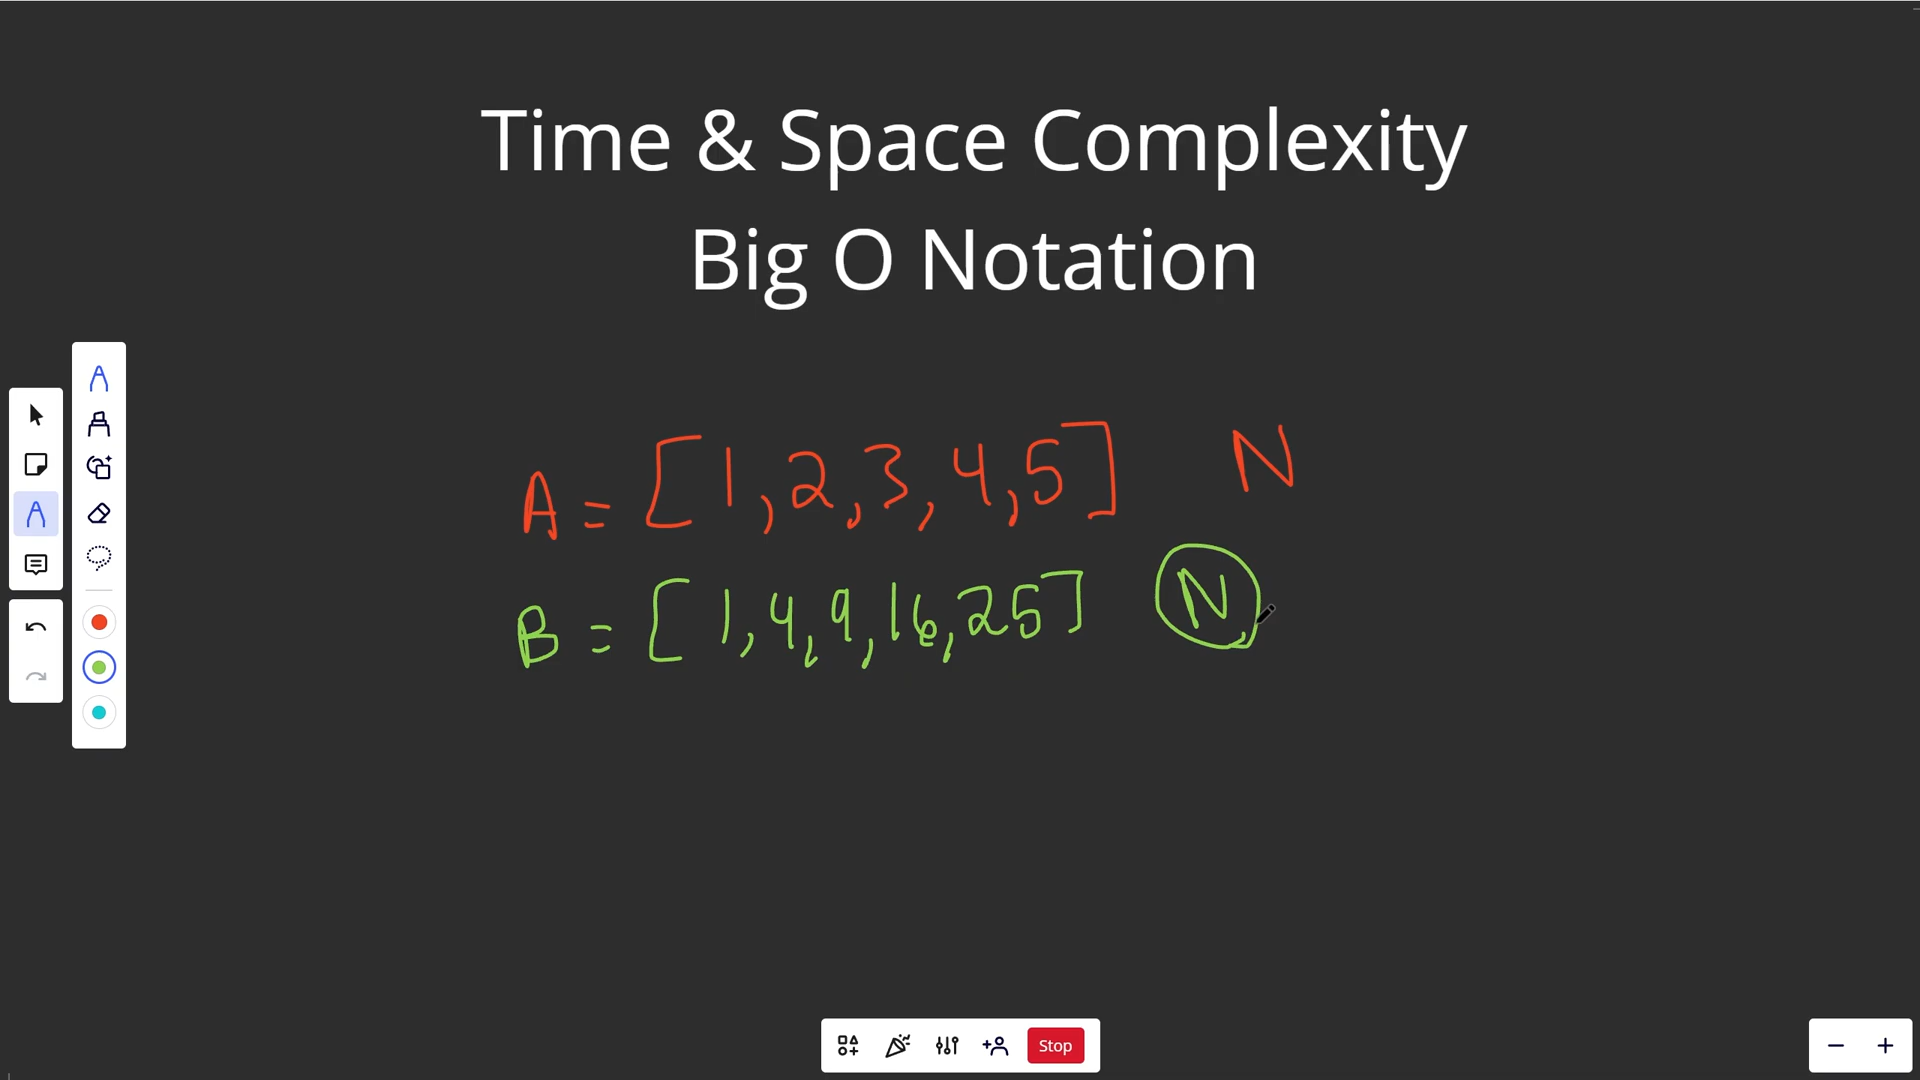 Time & Space Complexity
Big O Notation
A = [1,2,3,4,5] N
B = [1,4,9,16,25] N
Stop